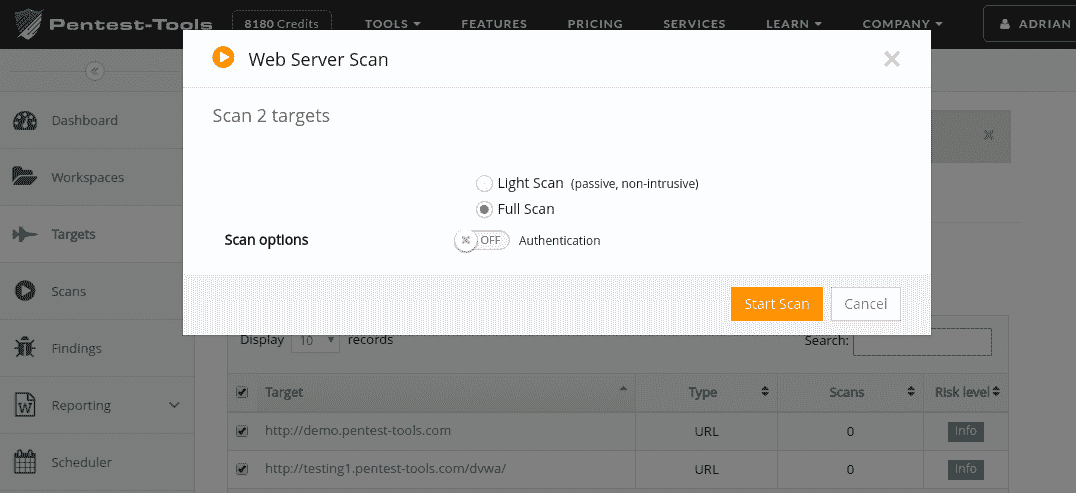 Pentest-Tools
8180 Credits
TOOLS
FEATURES
PRICING
SERVICES
LEARN
COMPANY
ADRIAN
Web Server Scan
Scan 2 targets
Light Scan (passive, non-intrusive)
Full Scan
Scan options
OFF
Authentication
Start Scan
Cancel
Dashboard
Workspaces
Targets
Scans
Findings
Reporting
Scheduler
Display 10 records
Search:
Target Type Scans Risk level
http://demo.pentest-tools.com URL 0 Info
http://testing1.pentest-tools.com/dvwa/ URL 0 Info